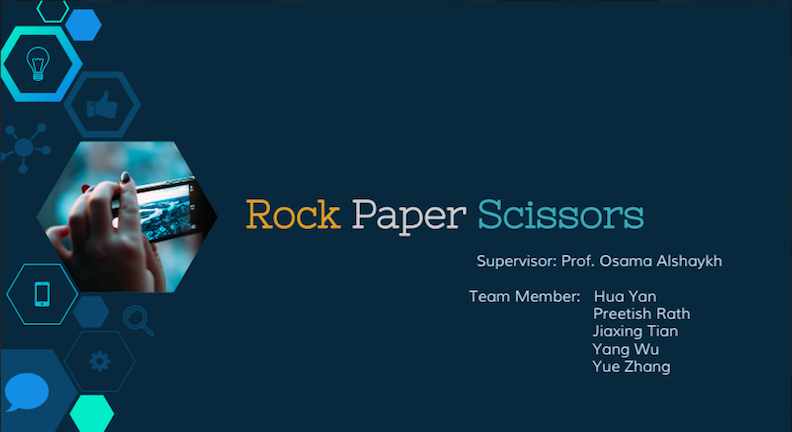 Rock Paper Scissors
Supervisor: Prof. Osama Alshaykh
Team Member: Hua Yan
Preetish Rath
Jiaxing Tian
Yang Wu
Yue Zhang